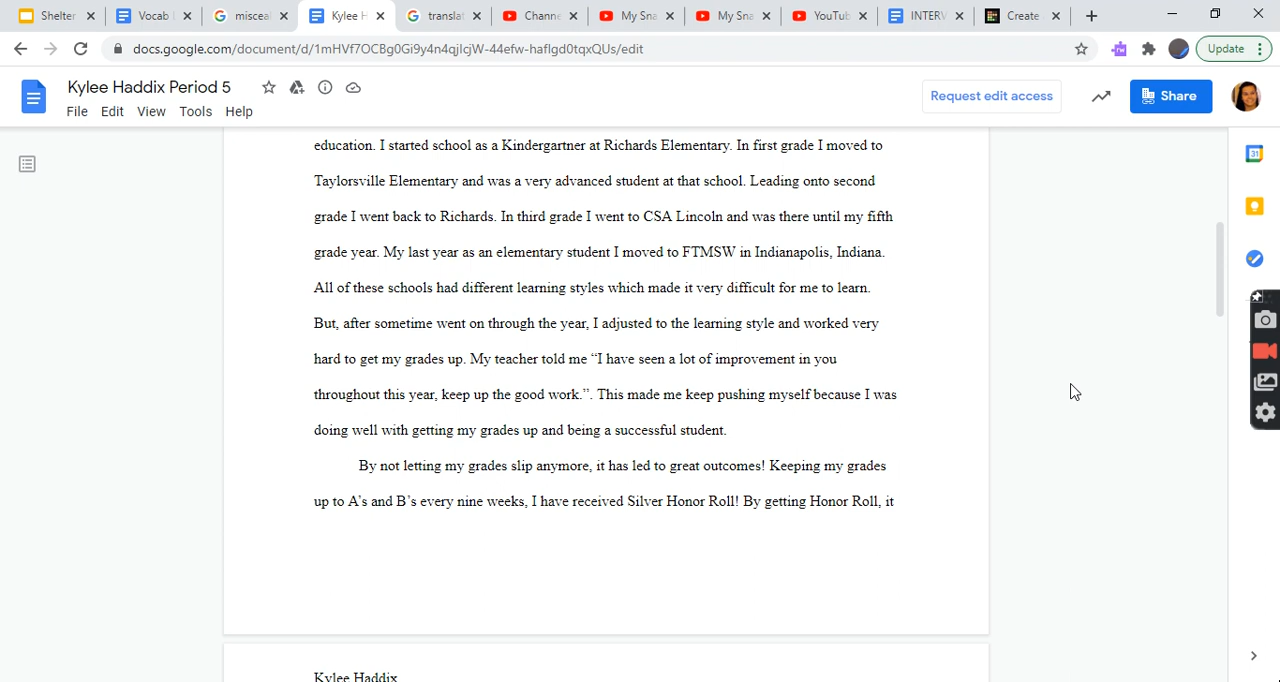 Shelter
Vocab
misceal
Kylee H
translat
Channe
My Sna
My Sna
YouTub
INTERV
Create
docs.google.com/document/d/1mHVf7OCBg0Gi9y4n4qjIcjW-44efw-hafIgd0tqxQUs/edit
Update
Kylee Haddix Period 5
File Edit View Tools Help
Request edit access
Share
31
education. I started school as a Kindergartner at Richards Elementary. In first grade I moved to
Taylorsville Elementary and was a very advanced student at that school. Leading onto second
grade I went back to Richards. In third grade I went to CSA Lincoln and was there until my fifth
grade year. My last year as an elementary student I moved to FTMSW in Indianapolis, Indiana.
All of these schools had different learning styles which made it very difficult for me to learn.
But, after sometime went on through the year, I adjusted to the learning style and worked very
hard to get my grades up. My teacher told me “I have seen a lot of improvement in you
throughout this year, keep up the good work.”. This made me keep pushing myself because I was
doing well with getting my grades up and being a successful student.
By not letting my grades slip anymore, it has led to great outcomes! Keeping my grades
up to A’s and B’s every nine weeks, I have received Silver Honor Roll! By getting Honor Roll, it
Kylee Haddix